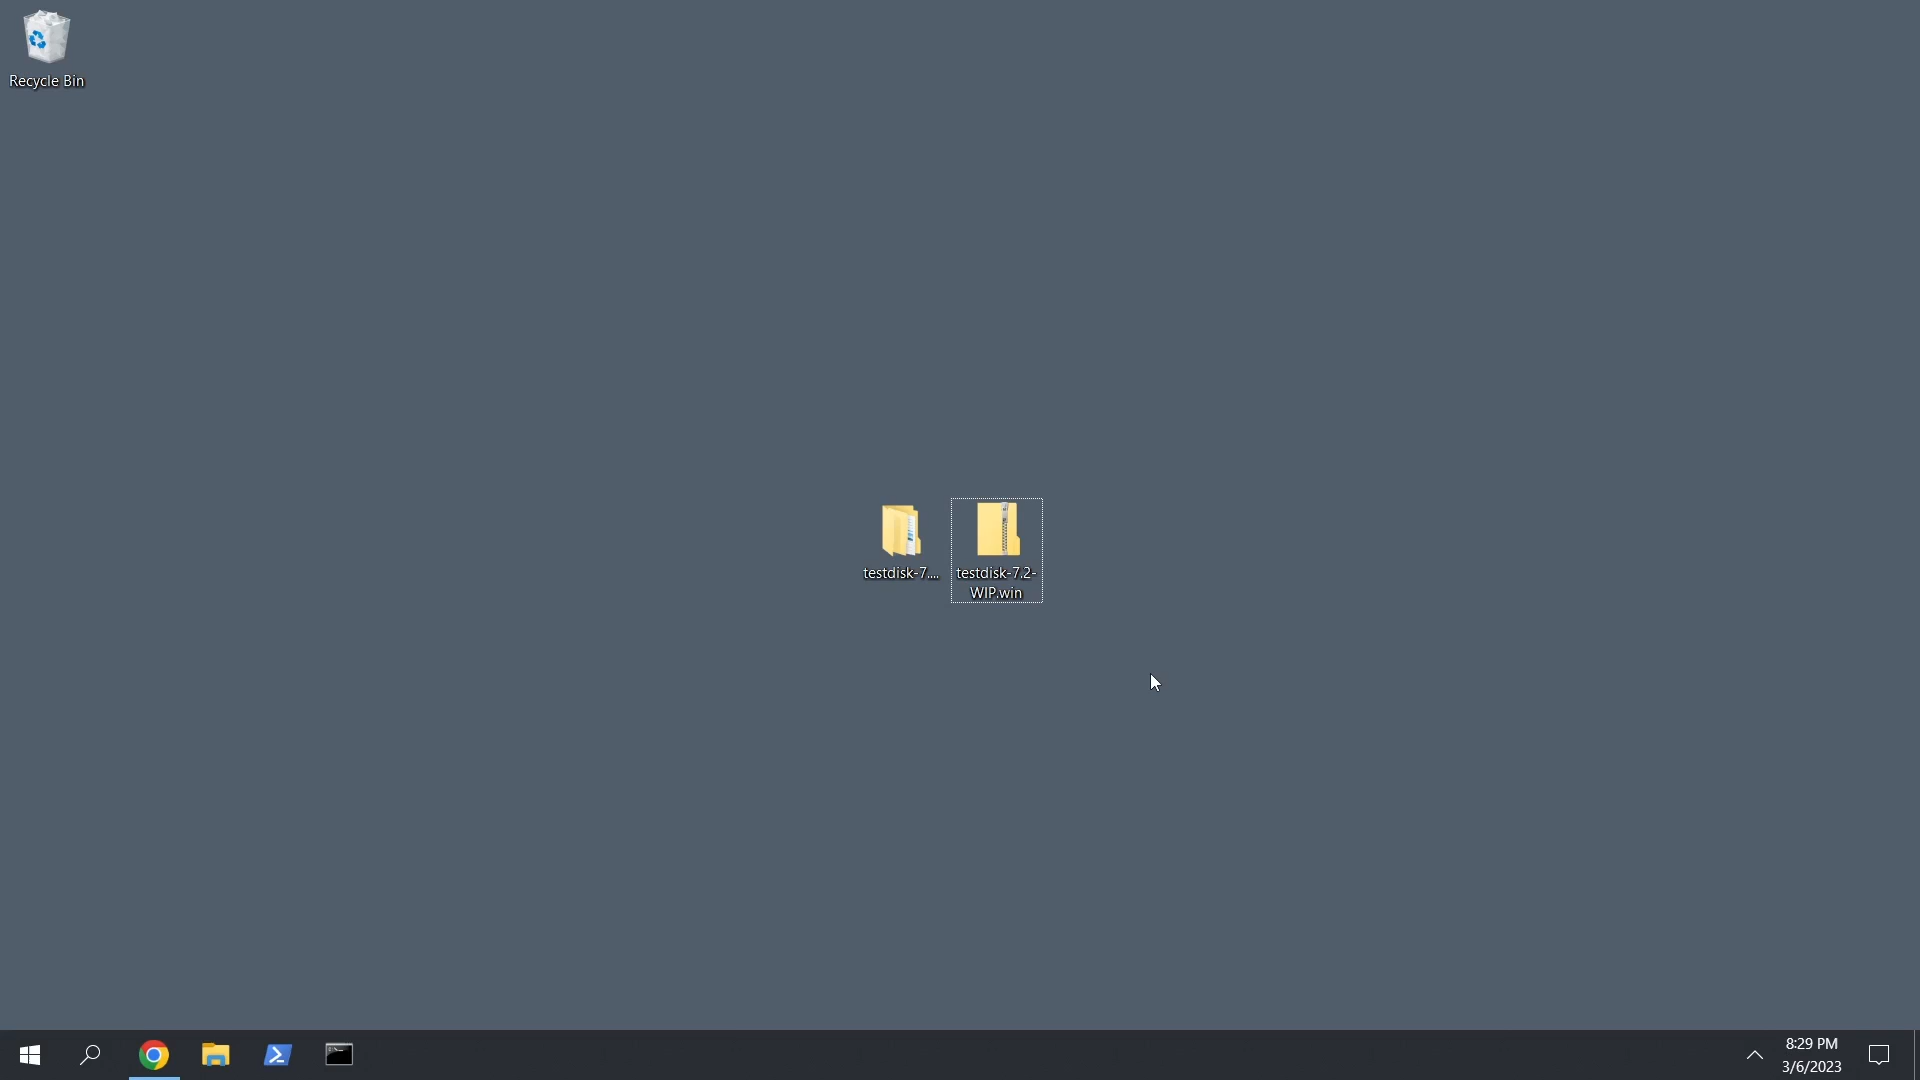 Recycle Bin
testdisk-7....
testdisk-7.2-
WIP.win
8:29 PM
3/6/2023